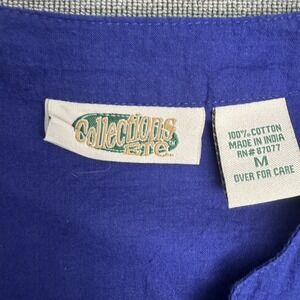 Collections
ETC.
100% COTTON
MADE IN INDIA
RN# 87077
M
OVER FOR CARE